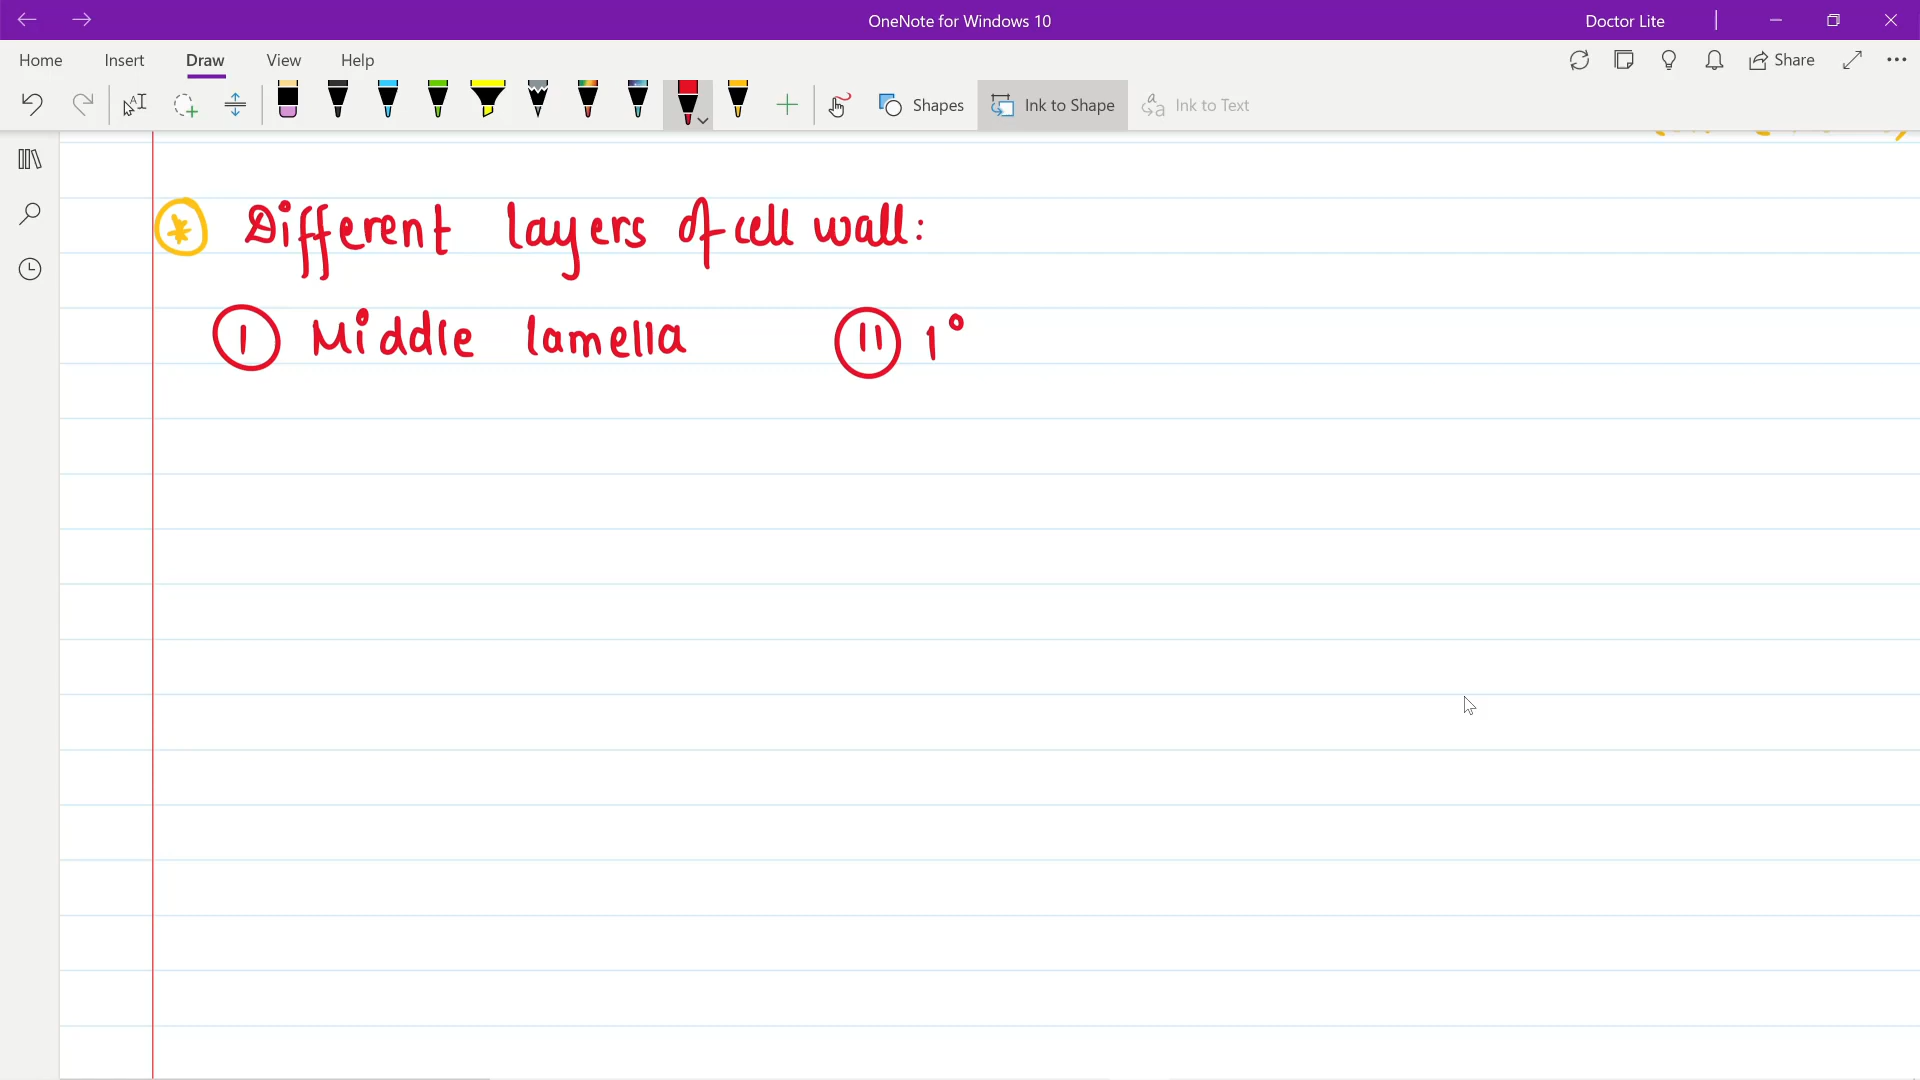 OneNote for Windows 10
Doctor Lite
Home Insert Draw View Help
Share
Shapes Ink to Shape Ink to Text
Different layers of cell wall:
I Middle lamella II 1°